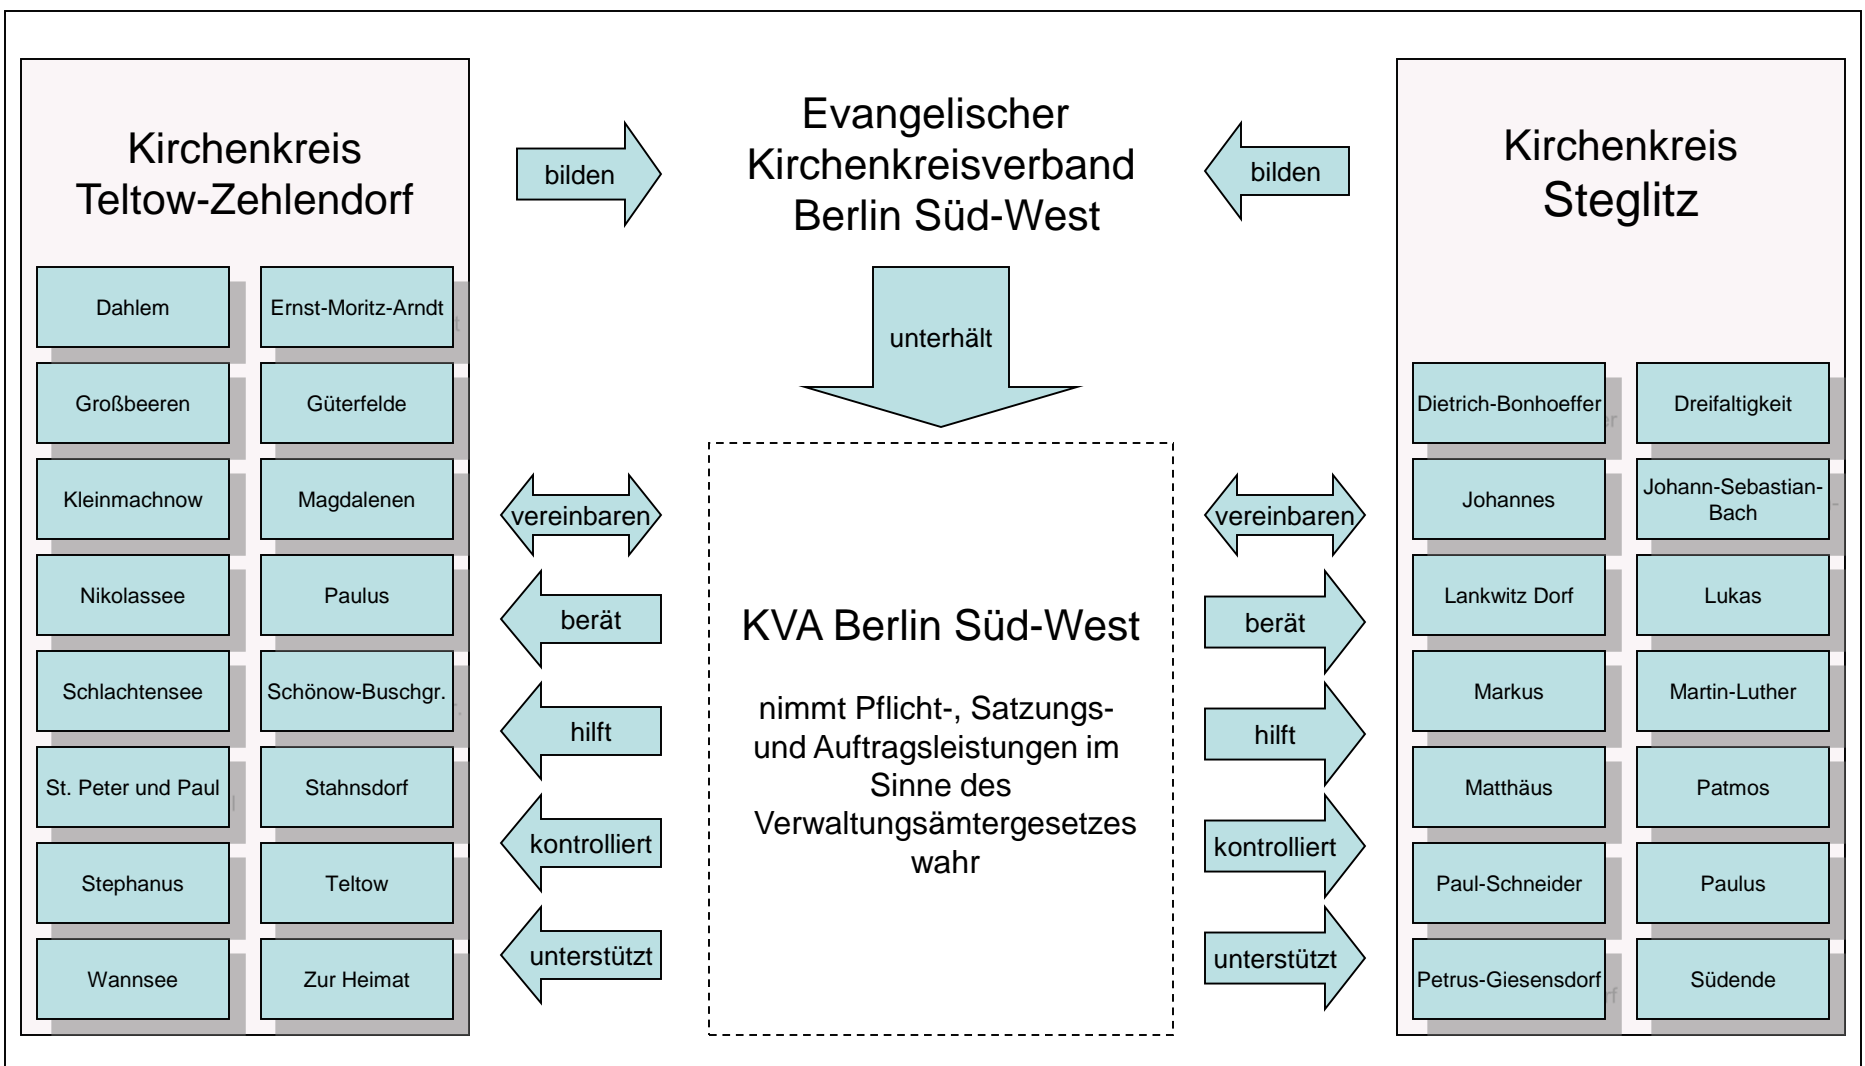 Kirchenkreis
Teltow-Zehlendorf
Dahlem
Ernst-Moritz-Arndt
Großbeeren
Güterfelde
Kleinmachnow
Magdalenen
Nikolassee
Paulus
Schlachtensee
Schönow-Buschgr.
St. Peter und Paul
Stahnsdorf
Stephanus
Teltow
Wannsee
Zur Heimat
bilden
vereinbaren
berät
hilft
kontrolliert
unterstützt
Evangelischer
Kirchenkreisverband
Berlin Süd-West
unterhält
KVA Berlin Süd-West
nimmt Pflicht-, Satzungs-
und Auftragsleistungen im
Sinne des
Verwaltungsämtergesetzes
wahr
bilden
vereinbaren
berät
hilft
kontrolliert
unterstützt
Kirchenkreis
Steglitz
Dietrich-Bonhoeffer
Dreifaltigkeit
Johannes
Johann-Sebastian-
Bach
Lankwitz Dorf
Lukas
Markus
Martin-Luther
Matthäus
Patmos
Paul-Schneider
Paulus
Petrus-Giesensdorf
Südende